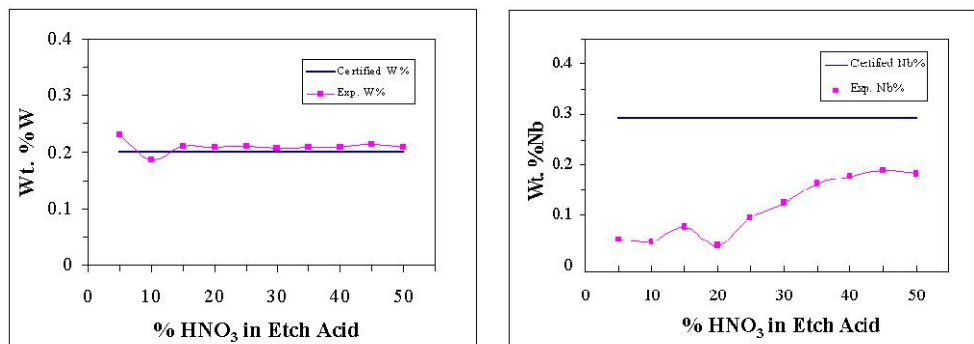 0.4
0.3
0.2
0.1
0
Wt. %W
Certified W%
Exp. W%
0 10 20 30 40 50
% HNO₃ in Etch Acid
0.4
0.3
0.2
0.1
0
Wt. %Nb
Certified Nb%
Exp. Nb%
0 10 20 30 40 50
% HNO₃ in Etch Acid